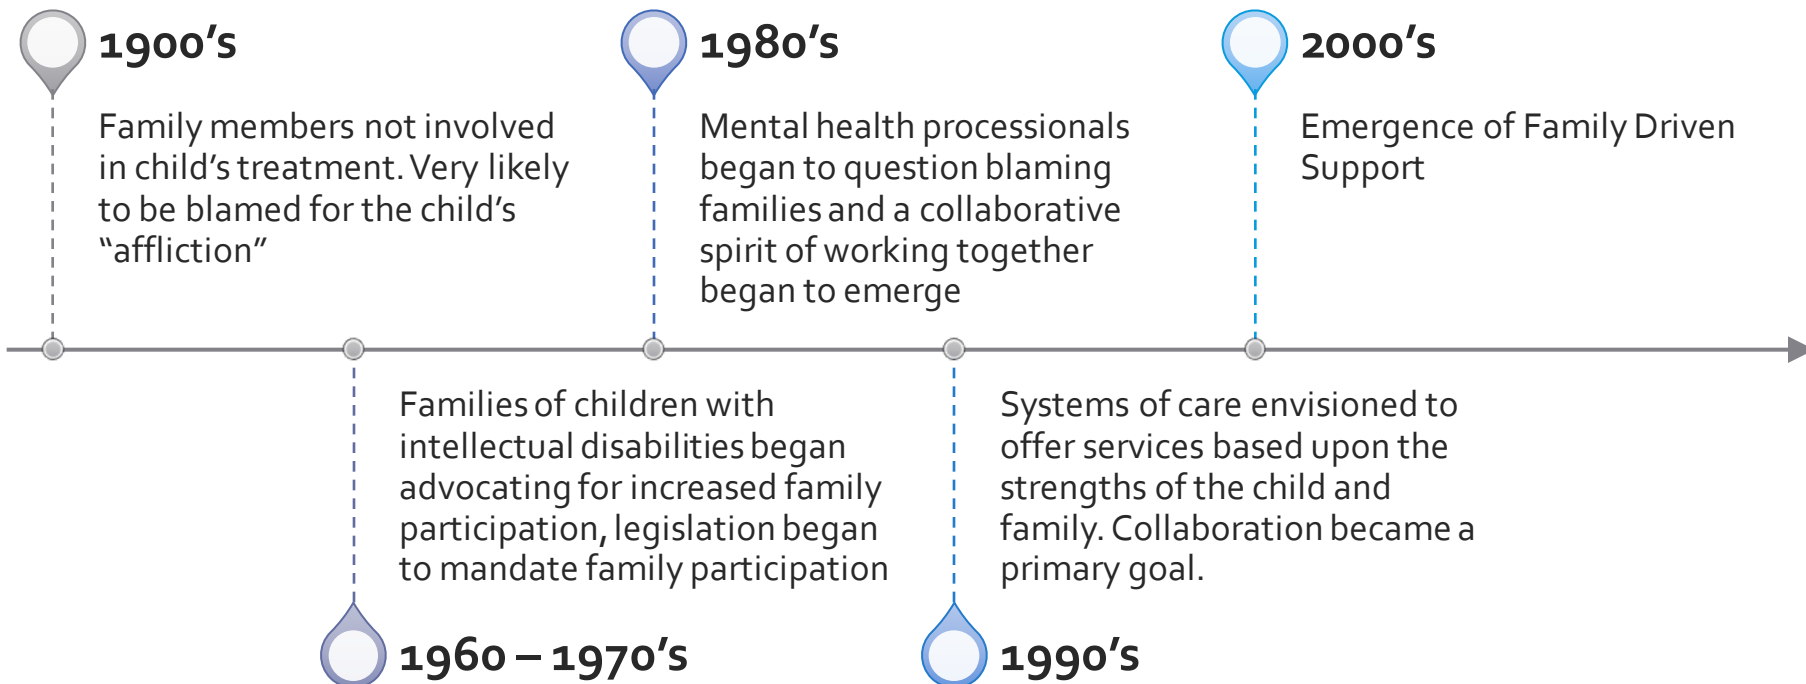 1900’s
Family members not involved
in child’s treatment. Very likely
to be blamed for the child’s
“affliction”
1960 – 1970’s
Families of children with
intellectual disabilities began
advocating for increased family
participation, legislation began
to mandate family participation
1980’s
Mental health processionals
began to question blaming
families and a collaborative
spirit of working together
began to emerge
1990’s
Systems of care envisioned to
offer services based upon the
strengths of the child and
family. Collaboration became a
primary goal.
2000’s
Emergence of Family Driven
Support